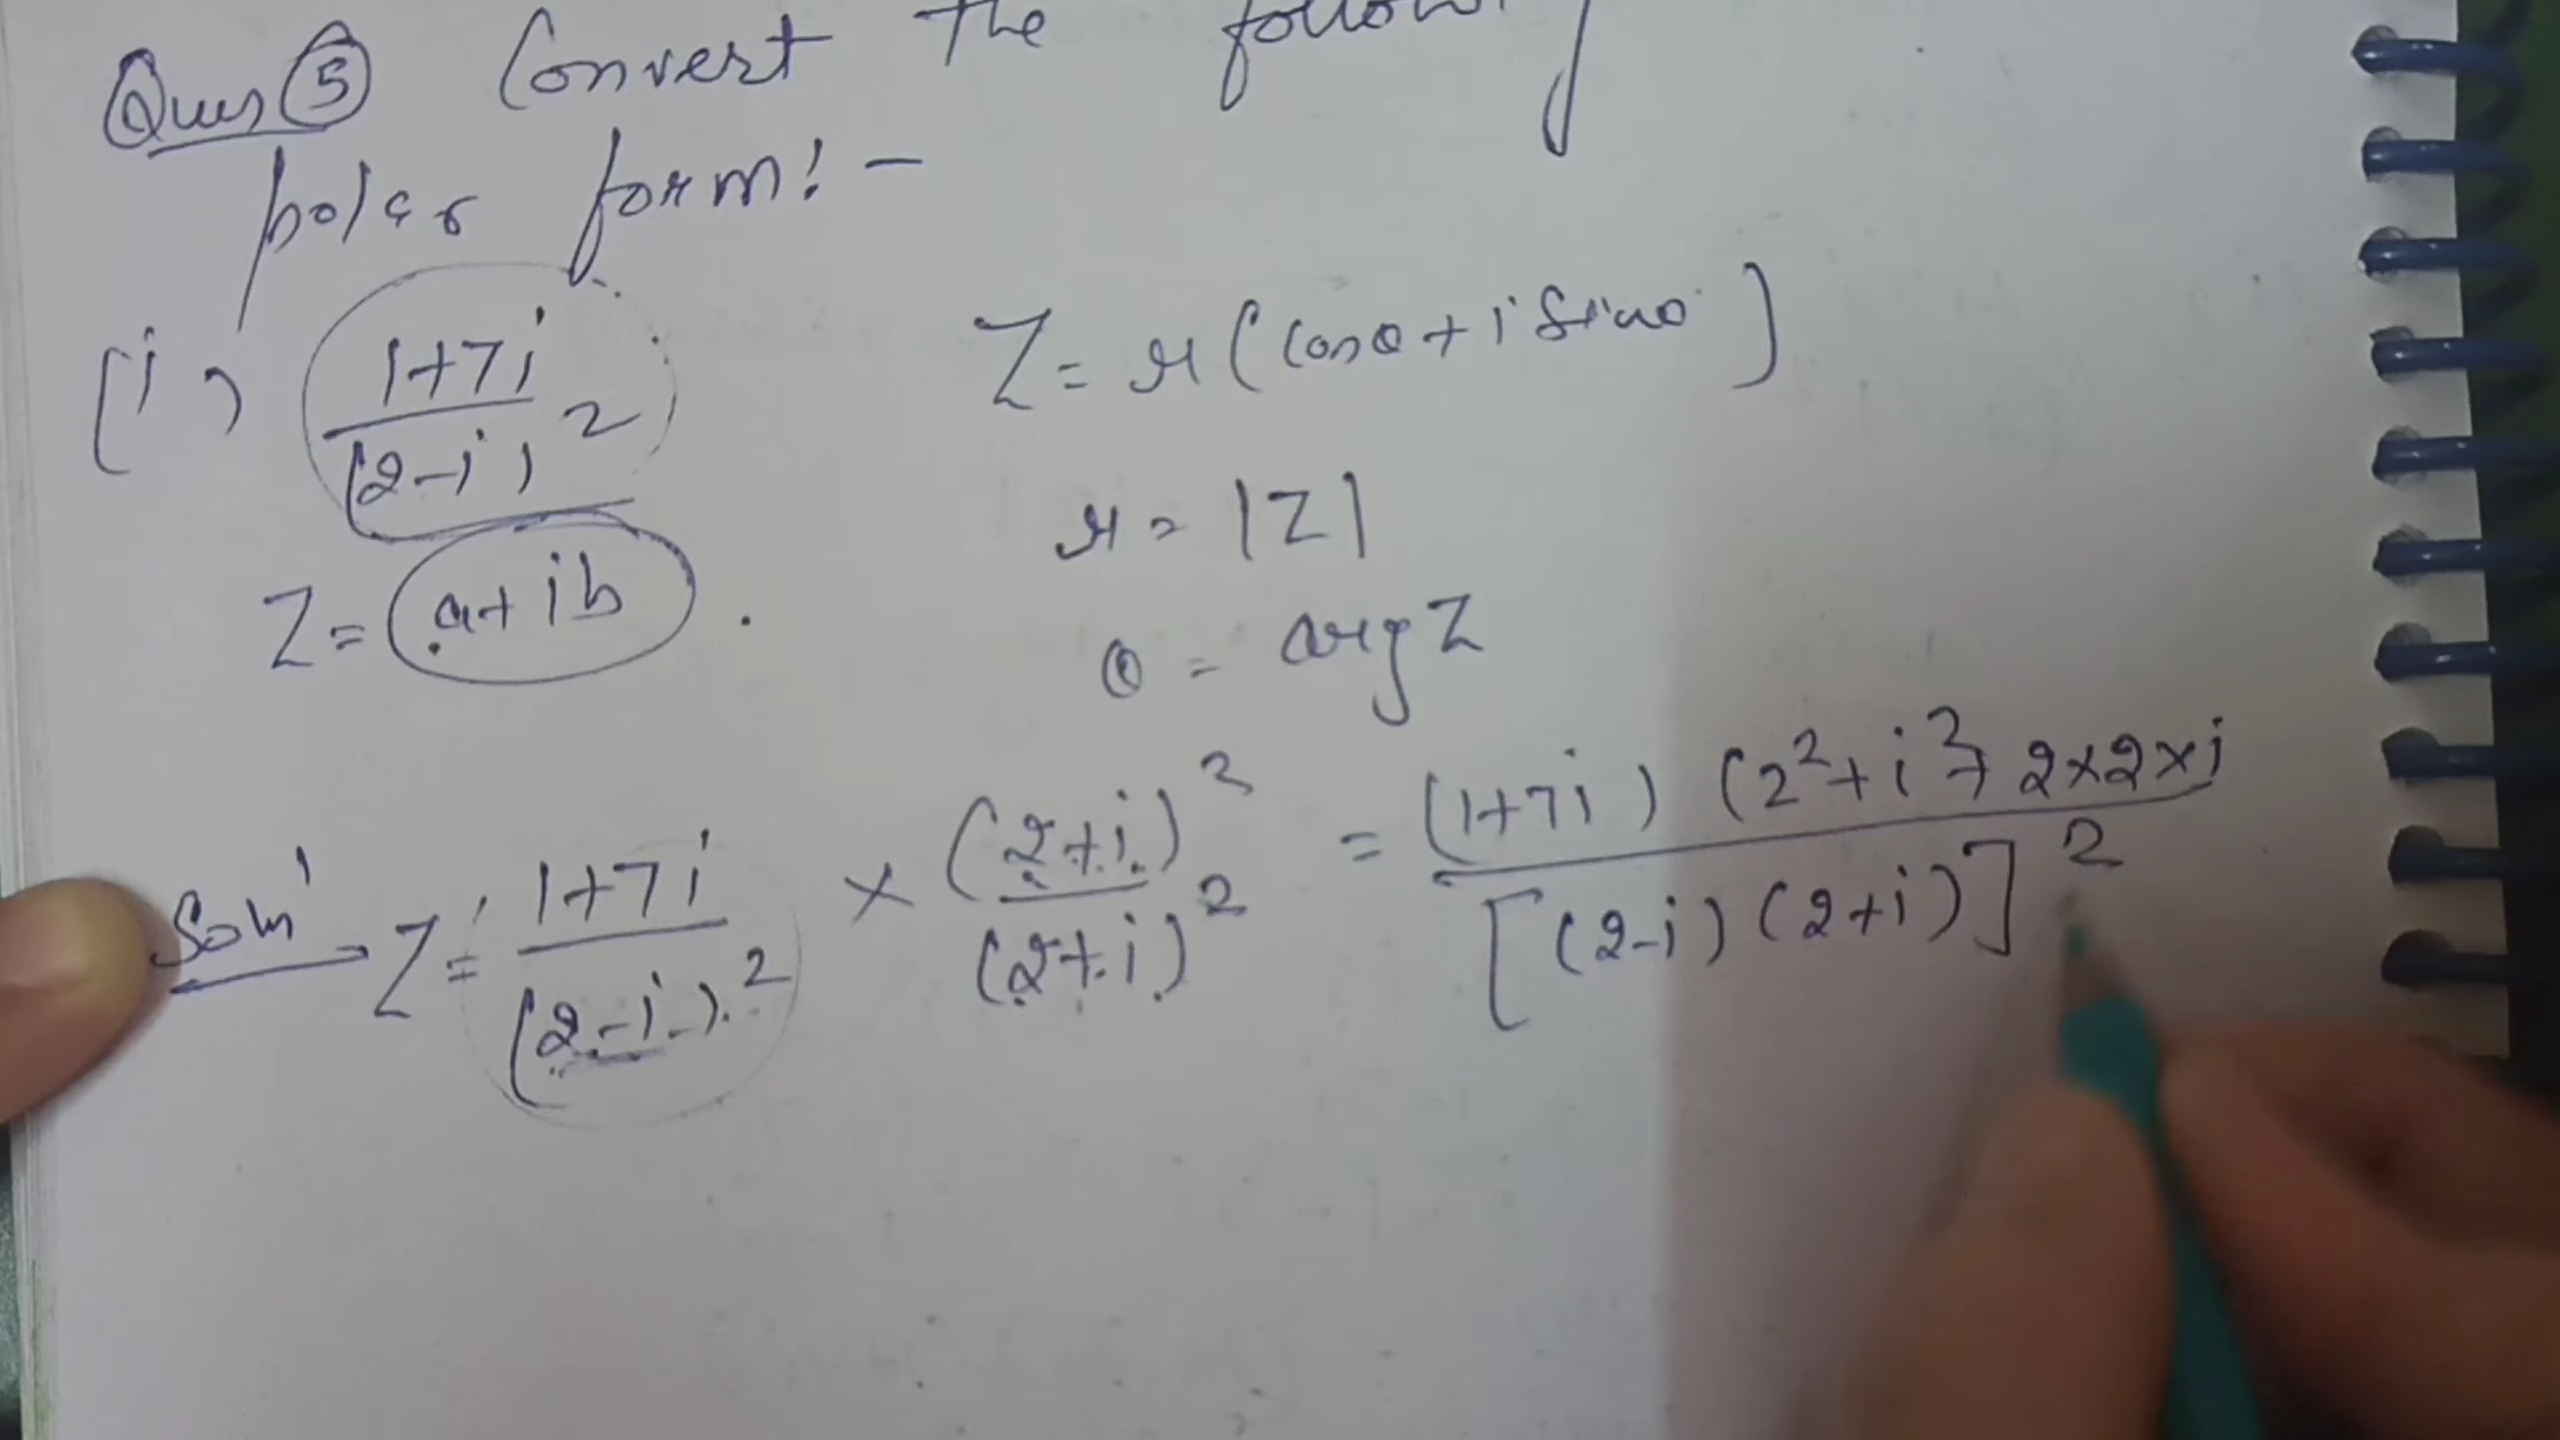 Ques 5 Convert the
polar form:-
(i) (1+7i)/(2-i)²
Z = r(cosθ + i sinθ)
Z = a+ib
r = |Z|
θ = arg Z
Soln Z = (1+7i)/(2-i)² × (2+i)²/(2+i)² = (1+7i) (2²+i²+2×2×i / [(2-i)(2+i)]²